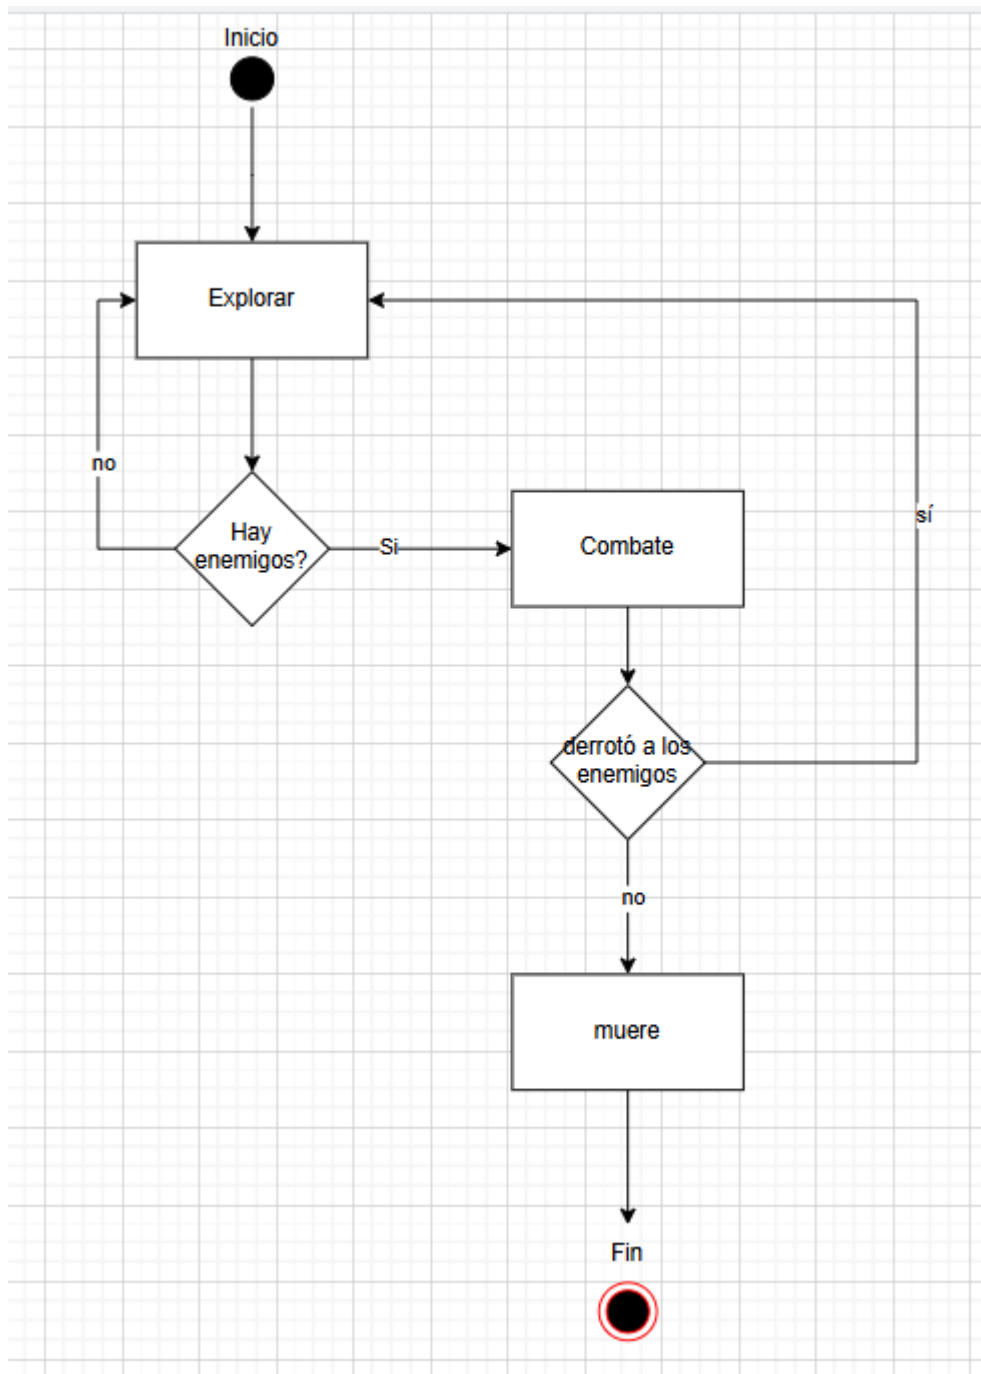 Inicio
Explorar
no
Hay
enemigos?
Si
Combate
sí
derrotó a los
enemigos
no
muere
Fin